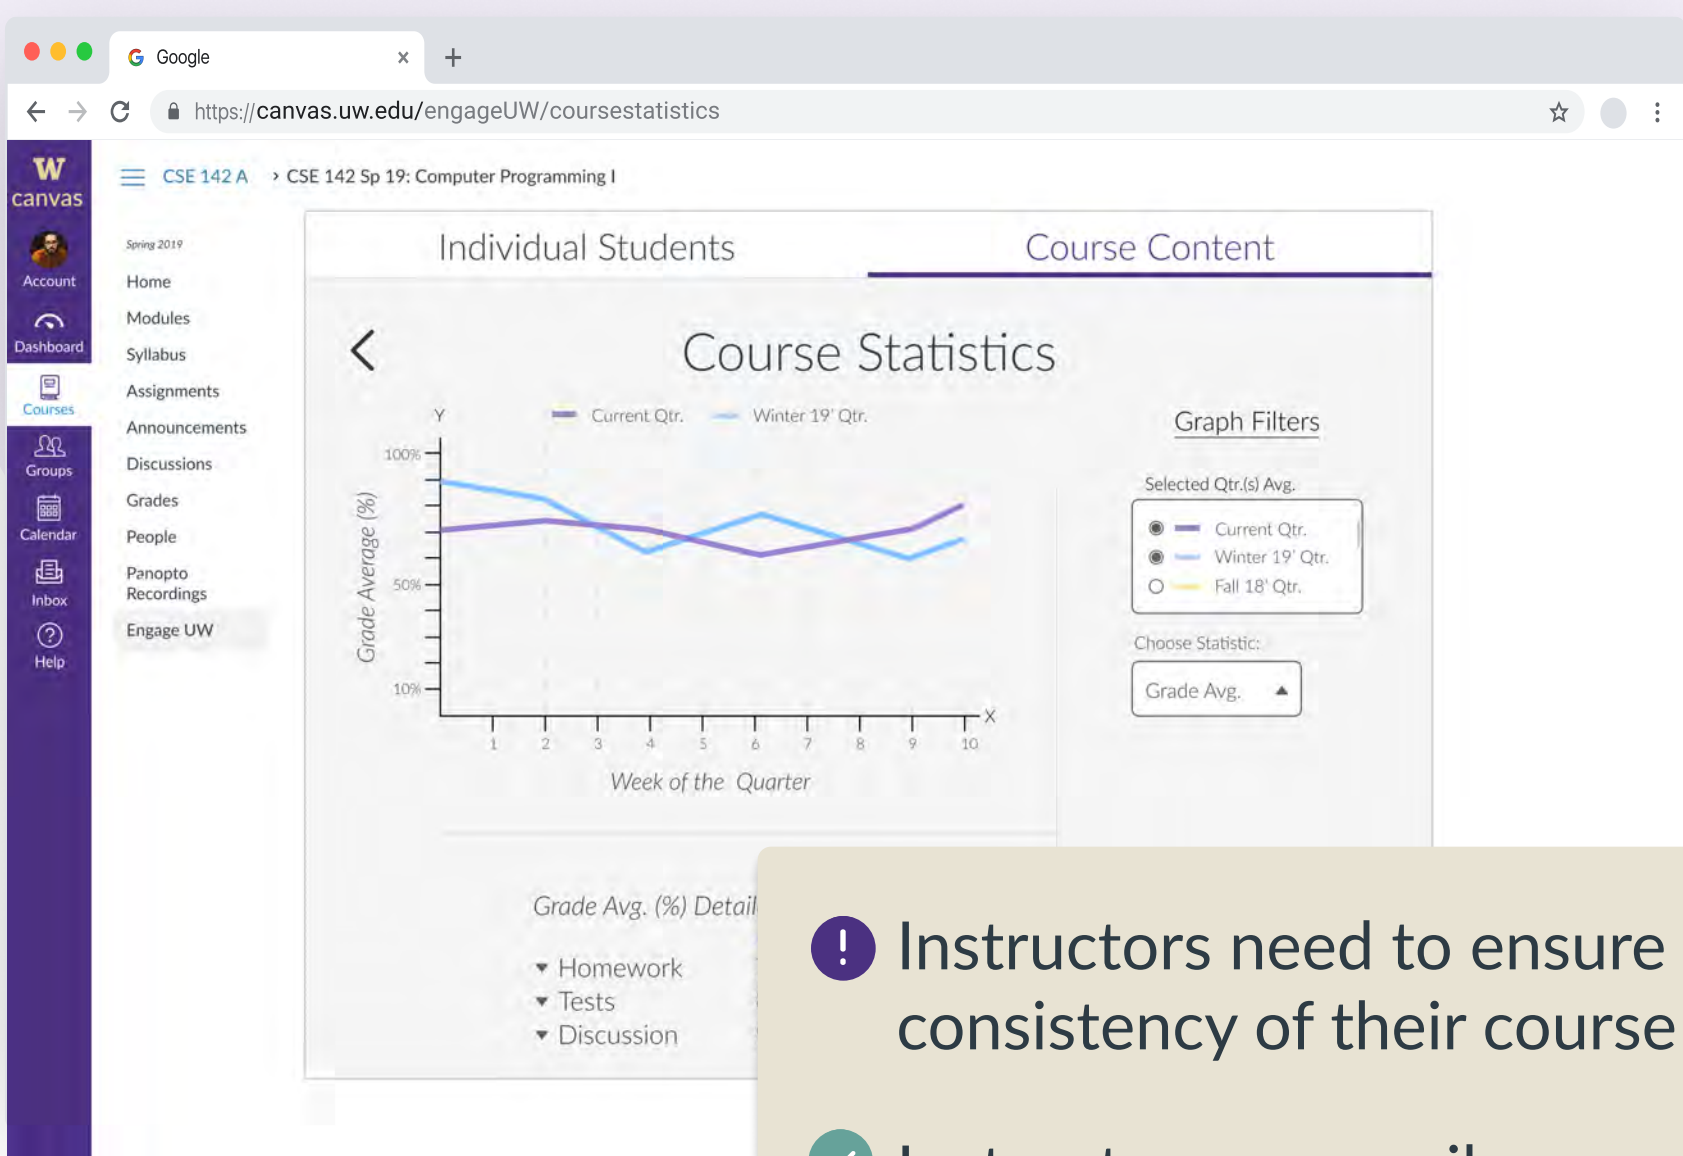 Google
https://canvas.uw.edu/engageUW/coursestatistics
W
canvas
Account
Dashboard
Courses
Groups
Calendar
Inbox
Help
CSE 142 A › CSE 142 Sp 19: Computer Programming I
Spring 2019
Home
Modules
Syllabus
Assignments
Announcements
Discussions
Grades
People
Panopto
Recordings
Engage UW
Individual Students
Course Content
Course Statistics
Y
Current Qtr.
Winter 19' Qtr.
100%
50%
10%
Grade Average (%)
X
1 2 3 4 5 6 7 8 9 10
Week of the Quarter
Graph Filters
Selected Qtr.(s) Avg.
Current Qtr.
Winter 19' Qtr.
Fall 18' Qtr.
Choose Statistic:
Grade Avg.
Grade Avg. (%) Detail
Homework
Tests
Discussion
Instructors need to ensure
consistency of their course